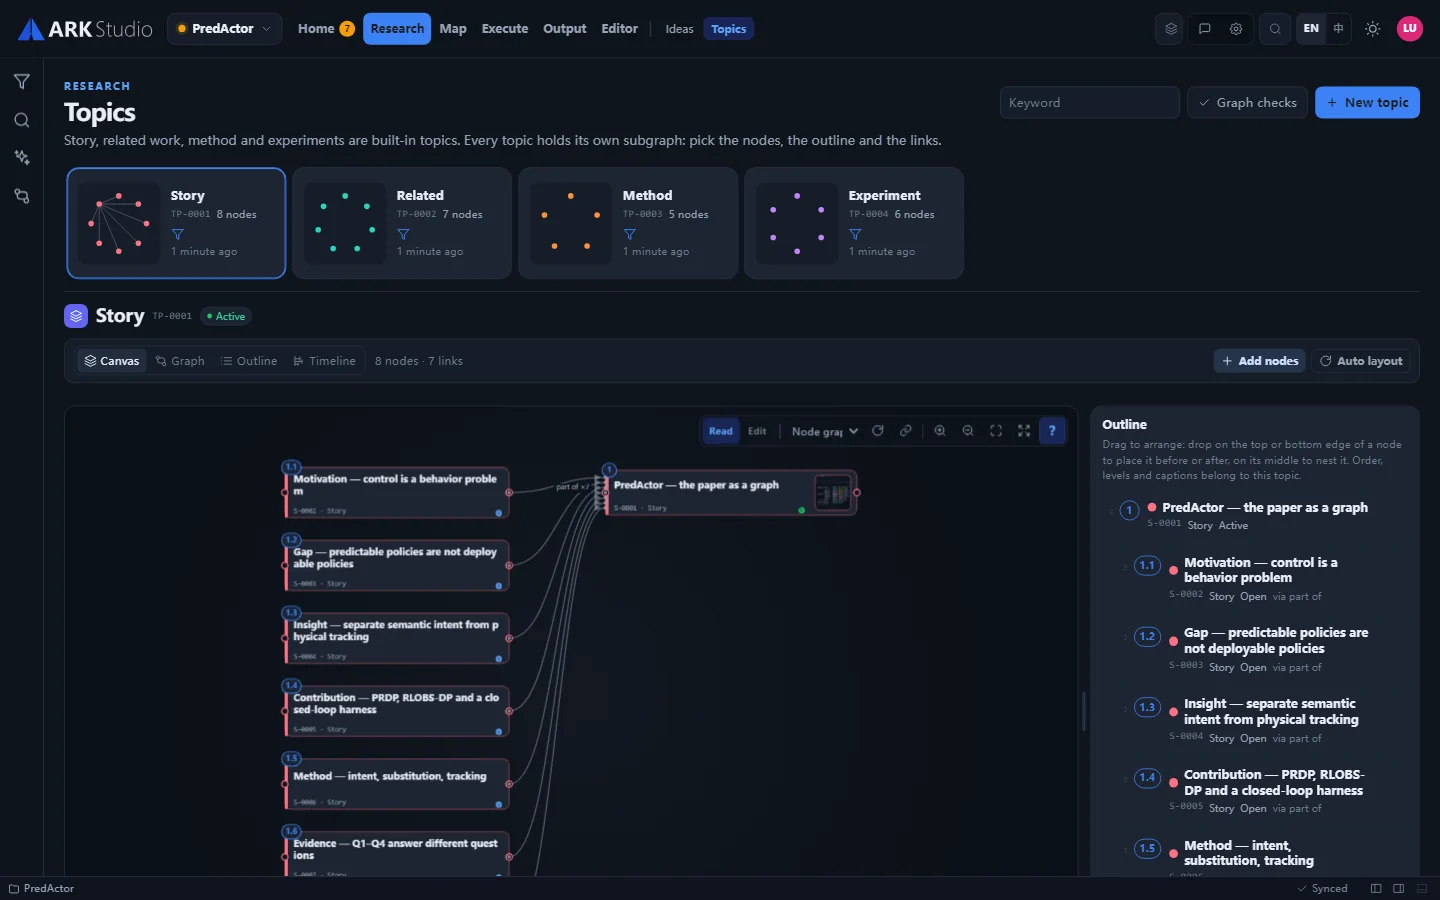 ARK Studio
PredActor
Home 7
Research
Map
Execute
Output
Editor
Ideas
Topics
EN 中
LU
RESEARCH
Topics
Story, related work, method and experiments are built-in topics. Every topic holds its own subgraph: pick the nodes, the outline and the links.
Keyword
Graph checks
+ New topic
Story
TP-0001 8 nodes
1 minute ago
Related
TP-0002 7 nodes
1 minute ago
Method
TP-0003 5 nodes
1 minute ago
Experiment
TP-0004 6 nodes
1 minute ago
Story TP-0001 Active
Canvas
Graph
Outline
Timeline
8 nodes · 7 links
+ Add nodes
Auto layout
Read
Edit
Node grap
?
1.1
Motivation — control is a behavior proble
m
S-0002 · Story
1.2
Gap — predictable policies are not deploy
able policies
S-0003 · Story
1.3
Insight — separate semantic intent from p
hysical tracking
S-0004 · Story
1.4
Contribution — PRDP, RLOBS-DP and a clo
sed-loop harness
S-0005 · Story
1.5
Method — intent, substitution, tracking
S-0006 · Story
1.6
Evidence — Q1–Q4 answer different quest
ions
part of ×7
1
PredActor — the paper as a graph
S-0001 · Story
Outline
Drag to arrange: drop on the top or bottom edge of a node
to place it before or after, on its middle to nest it. Order,
levels and captions belong to this topic.
1 PredActor — the paper as a graph
S-0001 Story Active
1.1 Motivation — control is a
behavior problem
S-0002 Story Open via part of
1.2 Gap — predictable policies are
not deployable policies
S-0003 Story Open via part of
1.3 Insight — separate semantic
intent from physical tracking
S-0004 Story Open via part of
1.4 Contribution — PRDP, RLOBS-
DP and a closed-loop harness
S-0005 Story Open via part of
1.5 Method — intent,
substitution, tracking
PredActor
Synced